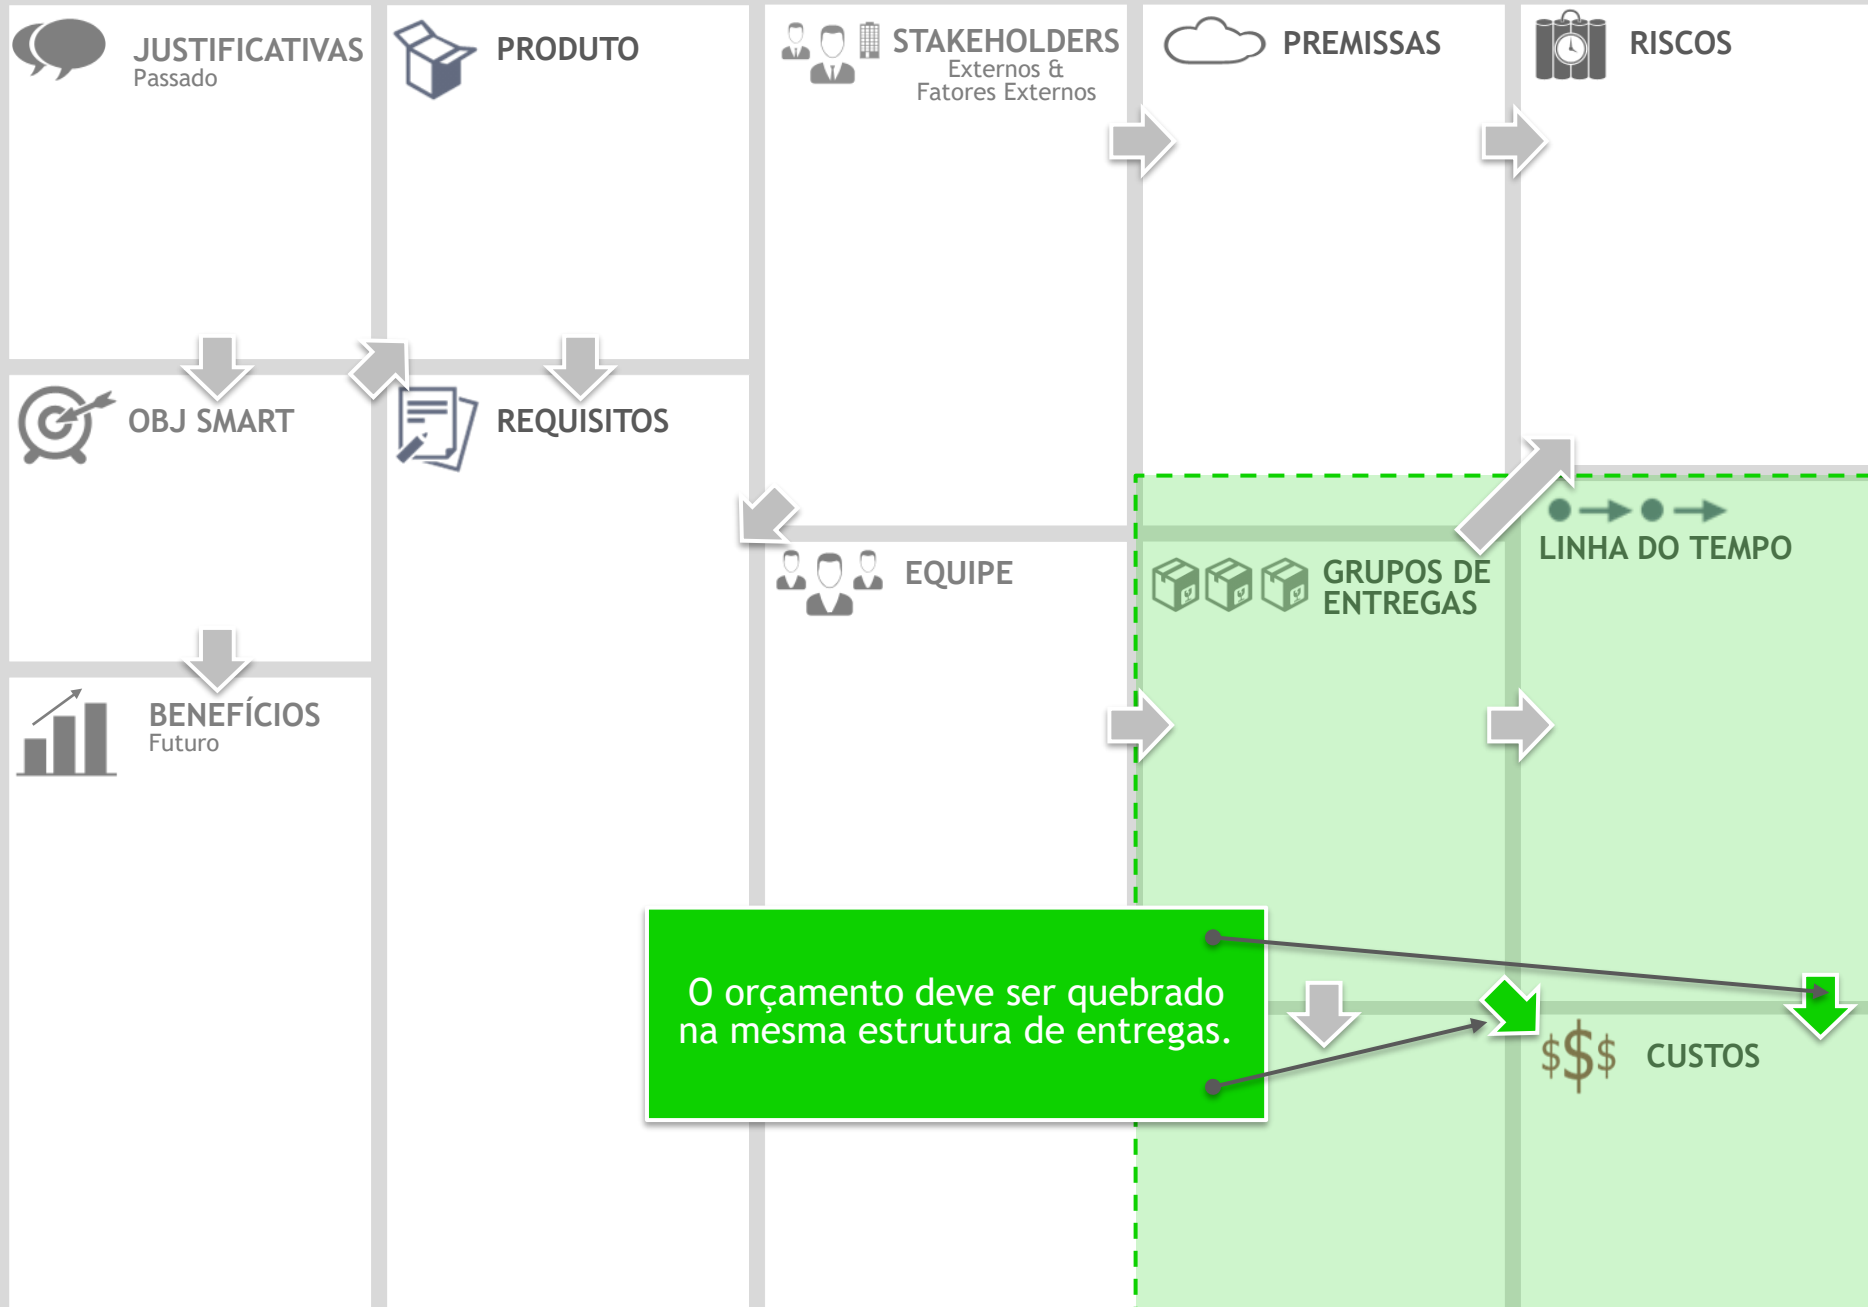 JUSTIFICATIVAS
Passado
PRODUTO
STAKEHOLDERS
Externos &
Fatores Externos
PREMISSAS
RISCOS
OBJ SMART
REQUISITOS
EQUIPE
GRUPOS DE
ENTREGAS
LINHA DO TEMPO
BENEFÍCIOS
Futuro
O orçamento deve ser quebrado
na mesma estrutura de entregas.
$$$ CUSTOS